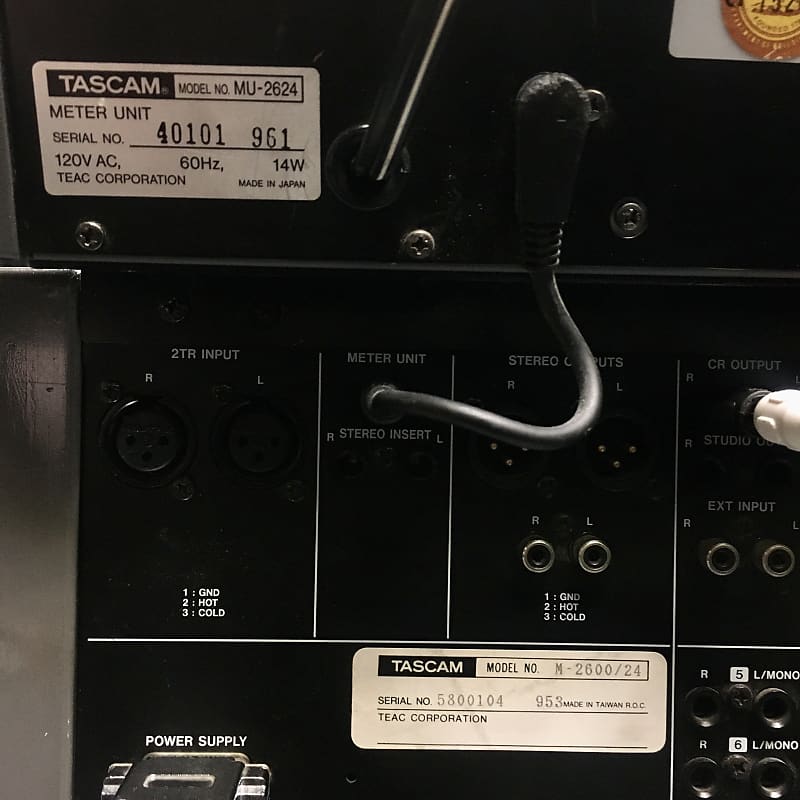 TASCAM® MODEL NO. MU-2624
METER UNIT
SERIAL NO. 40101 961
120V AC, 60Hz, 14W
TEAC CORPORATION MADE IN JAPAN
2TR INPUT
R L
1 : GND
2 : HOT
3 : COLD
METER UNIT
R STEREO INSERT L
STEREO
R L
R L
1 : GND
2 : HOT
3 : COLD
CR OUTPUT
R L
R STUDIO
EXT INPUT
R L
TASCAM MODEL NO. M-2600/24
SERIAL NO. 5800104 953 MADE IN TAIWAN R.O.C.
TEAC CORPORATION
POWER SUPPLY
R 5 L/MONO
R 6 L/MONO